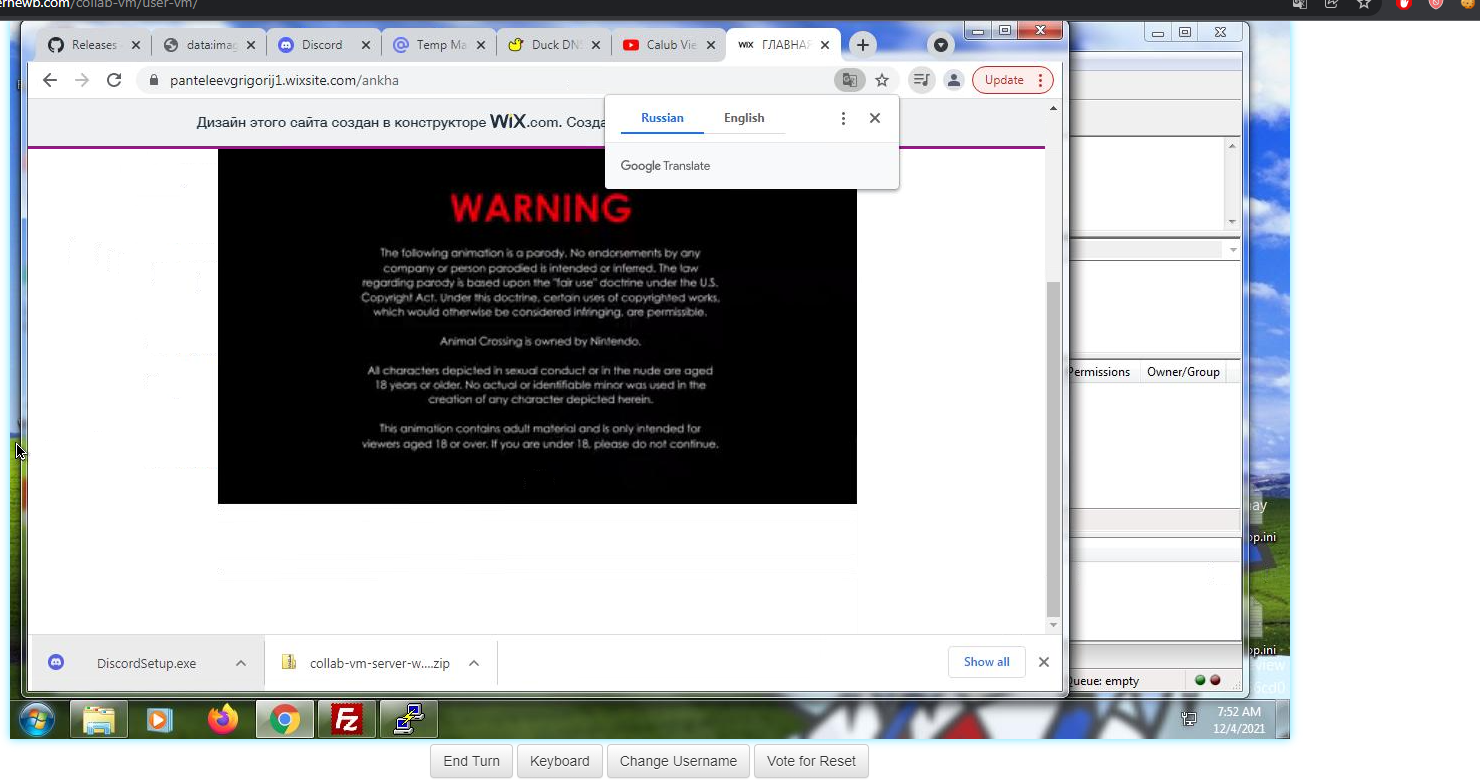 ernewb.com/collab-vm/user-vm/
Releases
data:imag
Discord
Temp Ma
Duck DN
Calub Vie
WIX ГЛАВНАЯ
panteleevgrigorij1.wixsite.com/ankha
Update
Дизайн этого сайта создан в конструкторе WiX.com. Созда
Russian
English
Google Translate
WARNING
The following animation is a parody. No endorsements by any
company or person parodied is intended or inferred. The law
regarding parody is based upon the "fair use" doctrine under the U.S.
Copyright Act. Under this doctrine, certain uses of copyrighted works,
which would otherwise be considered infringing, are permissible.
Animal Crossing is owned by Nintendo.
All characters depicted in sexual conduct or in the nude are aged
18 years or older. No actual or identifiable minor was used in the
creation of any character depicted herein.
This animation contains adult material and is only intended for
viewers aged 18 or over. If you are under 18, please do not continue.
Permissions
Owner/Group
ay
op.ini
op.ini
view
6cd0
Queue: empty
DiscordSetup.exe
collab-vm-server-w....zip
Show all
7:52 AM
12/4/2021
End Turn
Keyboard
Change Username
Vote for Reset